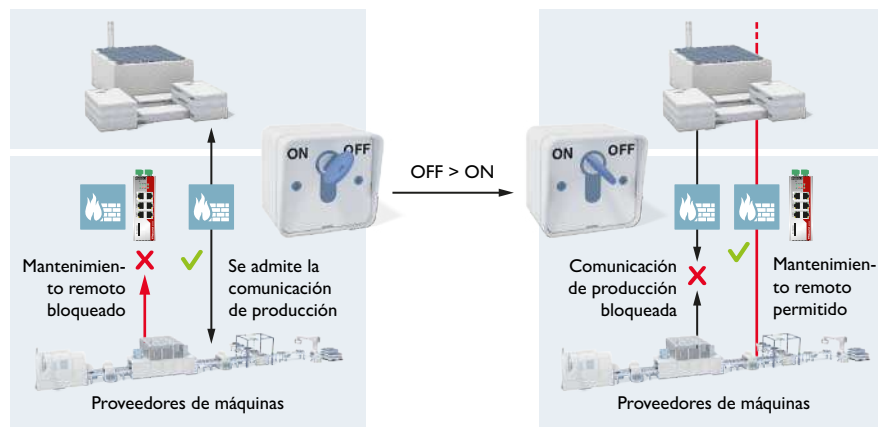 ON OFF
OFF > ON
ON OFF
Mantenimien-
to remoto
bloqueado
Se admite la
comunicación
de producción
Proveedores de máquinas
Comunicación
de producción
bloqueada
Mantenimien-
to remoto
permitido
Proveedores de máquinas